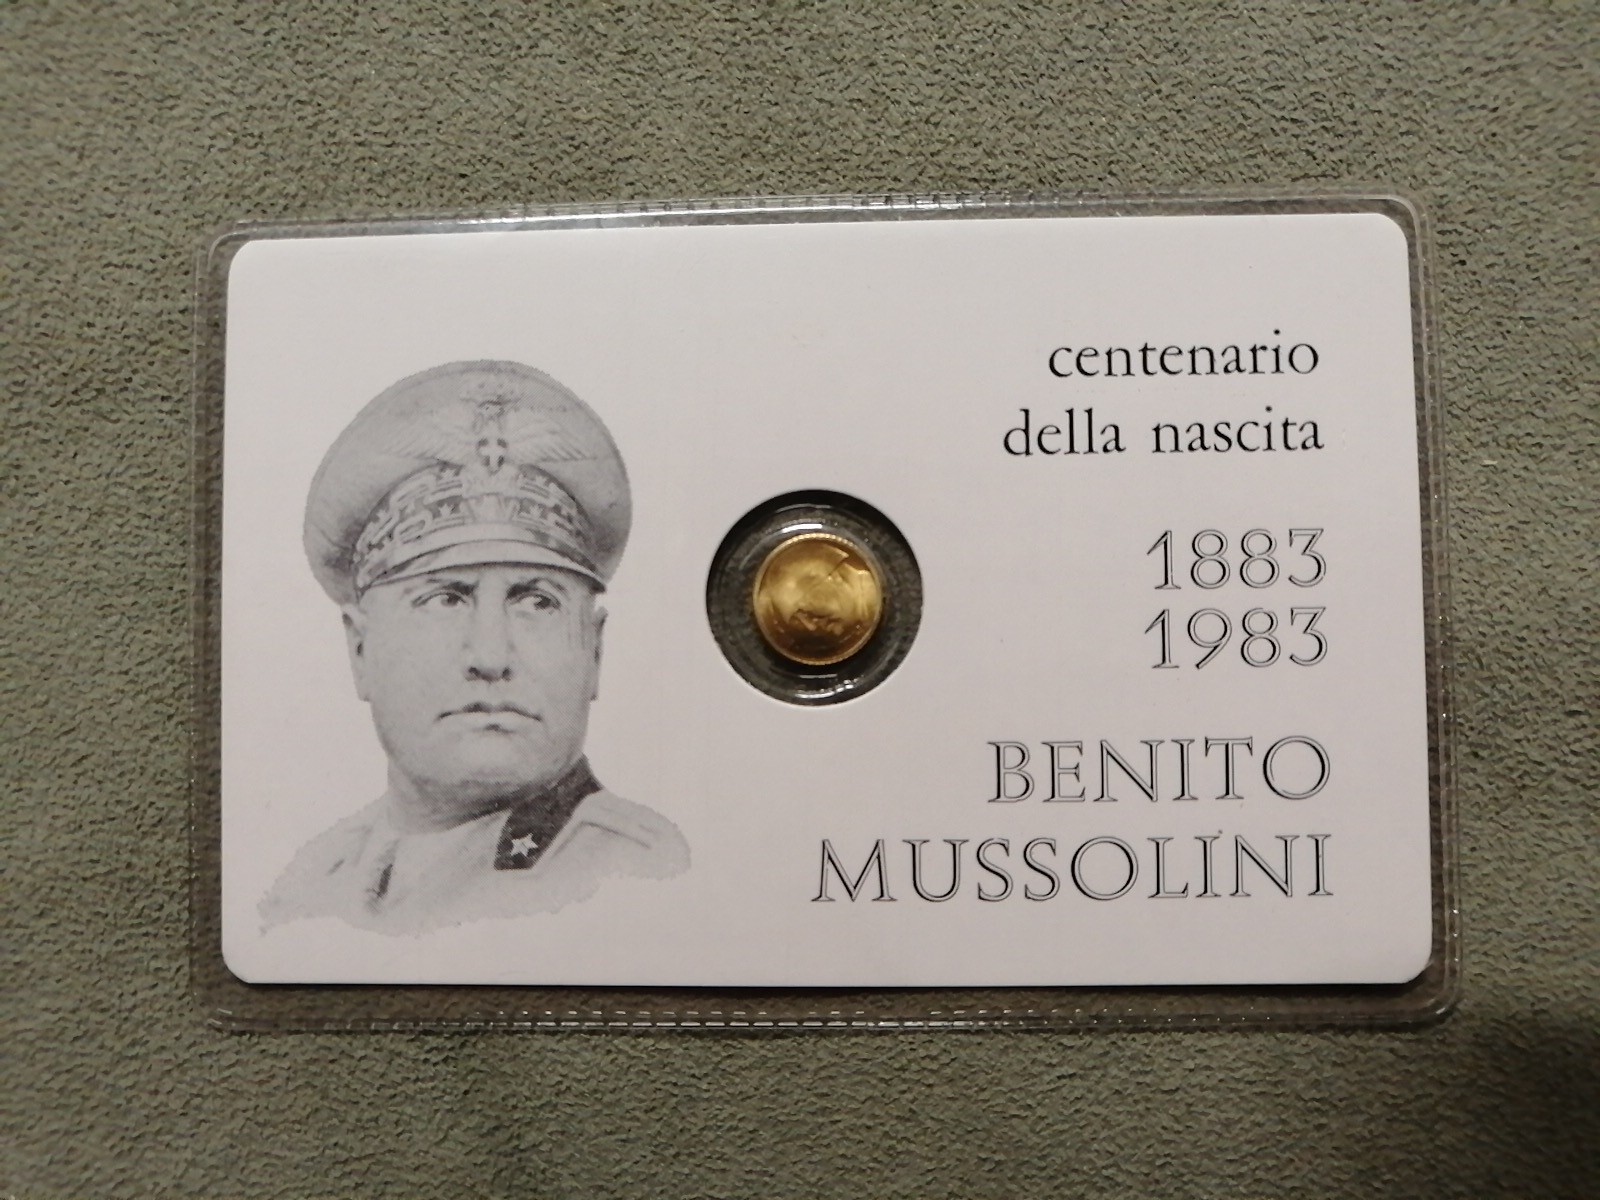 centenario
della nascita
1883
1983
BENITO
MUSSOLINI